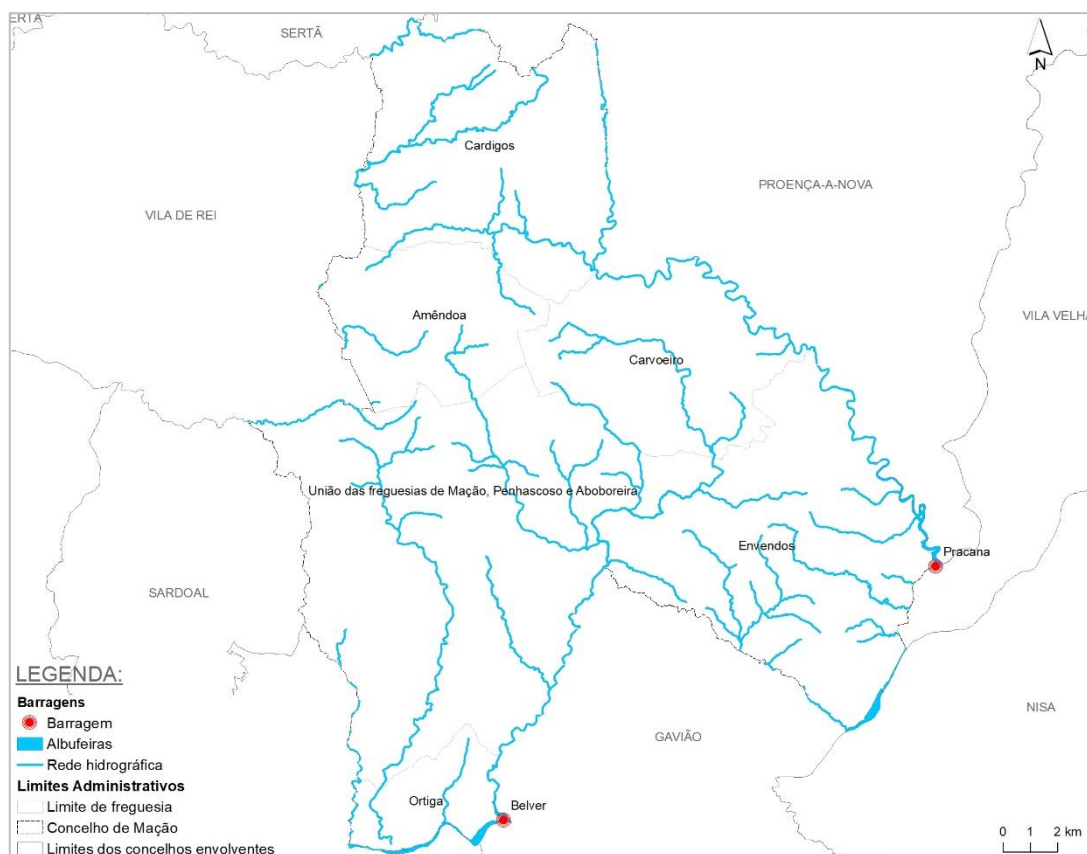 ERTÃ
SERTÃ
N
Cardigos
PROENÇA-A-NOVA
VILA DE REI
Amêndoa
VILA VELHA
Carvoeiro
União das freguesias de Mação, Penhascoso e Aboboreira
Envendos
Pracana
SARDOAL
NISA
GAVIÃO
Ortiga
Belver
LEGENDA:
Barragens
Barragem
Albufeiras
Rede hidrográfica
Limites Administrativos
Limite de freguesia
Concelho de Mação
Limites dos concelhos envolventes
0 1 2 km